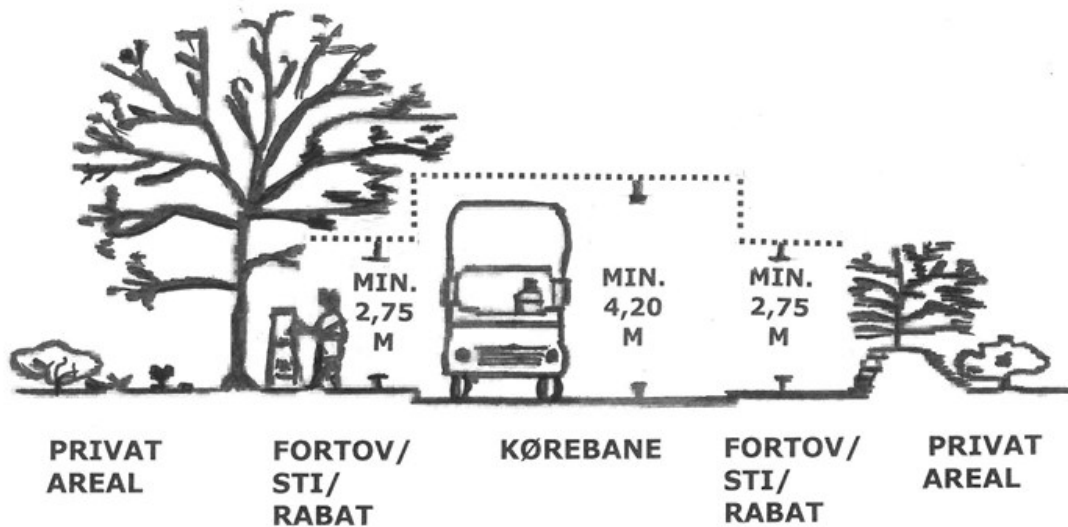 MIN.
2,75
M
MIN.
4,20
M
MIN.
2,75
M
PRIVAT
AREAL
FORTOV/
STI/
RABAT
KØREBANE
FORTOV/
STI/
RABAT
PRIVAT
AREAL